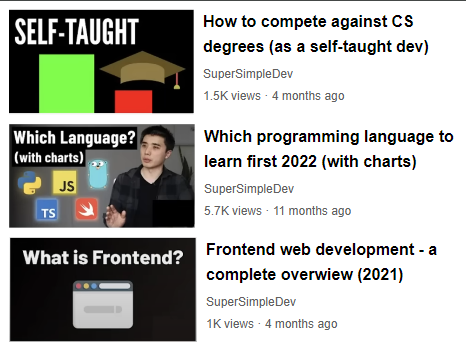 SELF-TAUGHT
How to compete against CS
degrees (as a self-taught dev)
SuperSimpleDev
1.5K views · 4 months ago
Which Language?
(with charts)
JS
TS
Which programming language to
learn first 2022 (with charts)
SuperSimpleDev
5.7K views · 11 months ago
What is Frontend?
Frontend web development - a
complete overwiew (2021)
SuperSimpleDev
1K views · 4 months ago